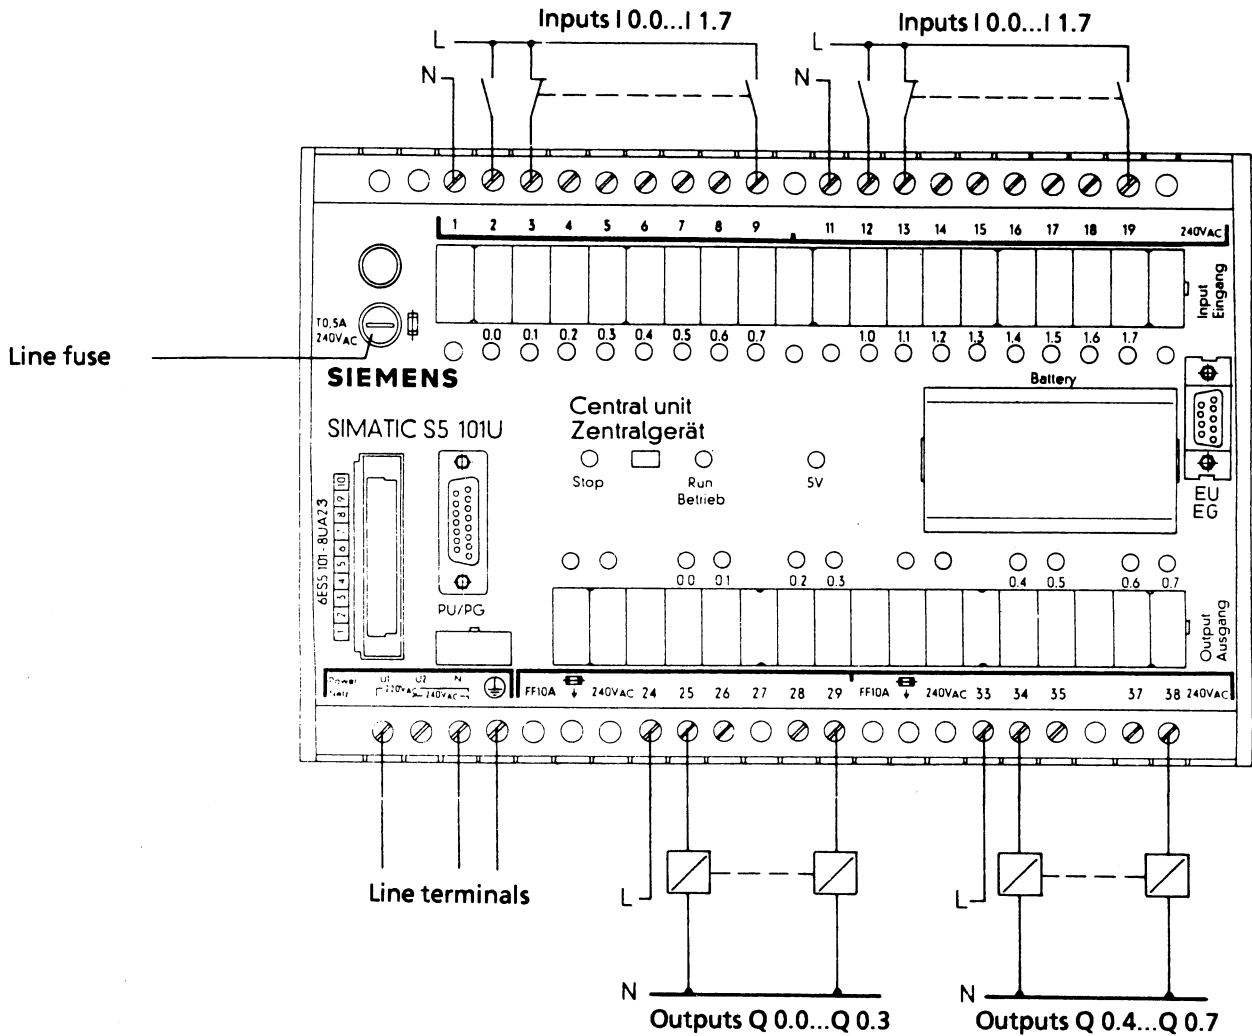 Inputs I 0.0...I 1.7
Inputs I 0.0...I 1.7
L
N
L
N
1 2 3 4 5 6 7 8 9 11 12 13 14 15 16 17 18 19 240VAC
Input
Eingang
T0,5A
240VAC
0.0 0.1 0.2 0.3 0.4 0.5 0.6 0.7 1.0 1.1 1.2 1.3 1.4 1.5 1.6 1.7
Line fuse
SIEMENS
SIMATIC S5 101U
Central unit
Zentralgerät
Battery
Stop
Run
Betrieb
5V
EU
EG
6ES5 101-8UA23
1 2 3 4 5 6 7 8 9 10
PU/PG
0.0 0.1 0.2 0.3 0.4 0.5 0.6 0.7
Output
Ausgang
Power
Netz
U1 U2 N
220VAC
240VAC
FF10A 240VAC 24 25 26 27 28 29 FF10A 240VAC 33 34 35 37 38 240VAC
Line terminals
L
L
N
N
Outputs Q 0.0...Q 0.3
Outputs Q 0.4...Q 0.7